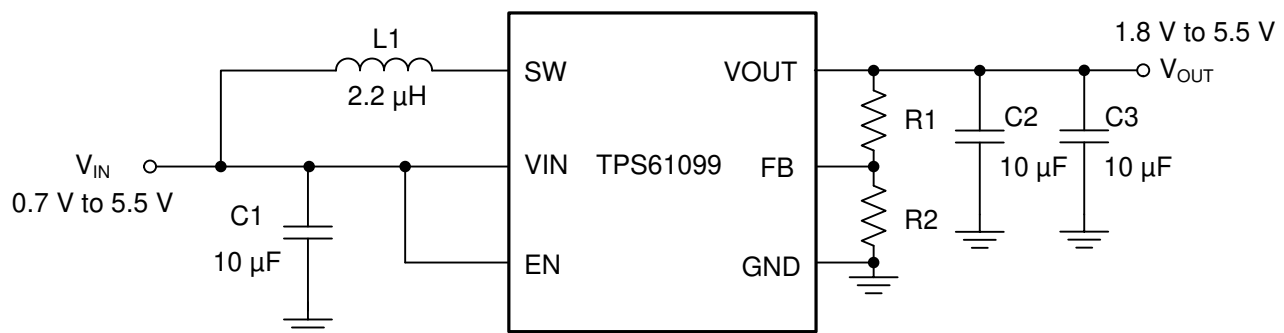 1.8 V to 5.5 V
L1
SW
VOUT
V_OUT
2.2 µH
R1
C2
C3
V_IN
VIN
TPS61099
FB
10 µF
10 µF
0.7 V to 5.5 V
C1
R2
10 µF
EN
GND